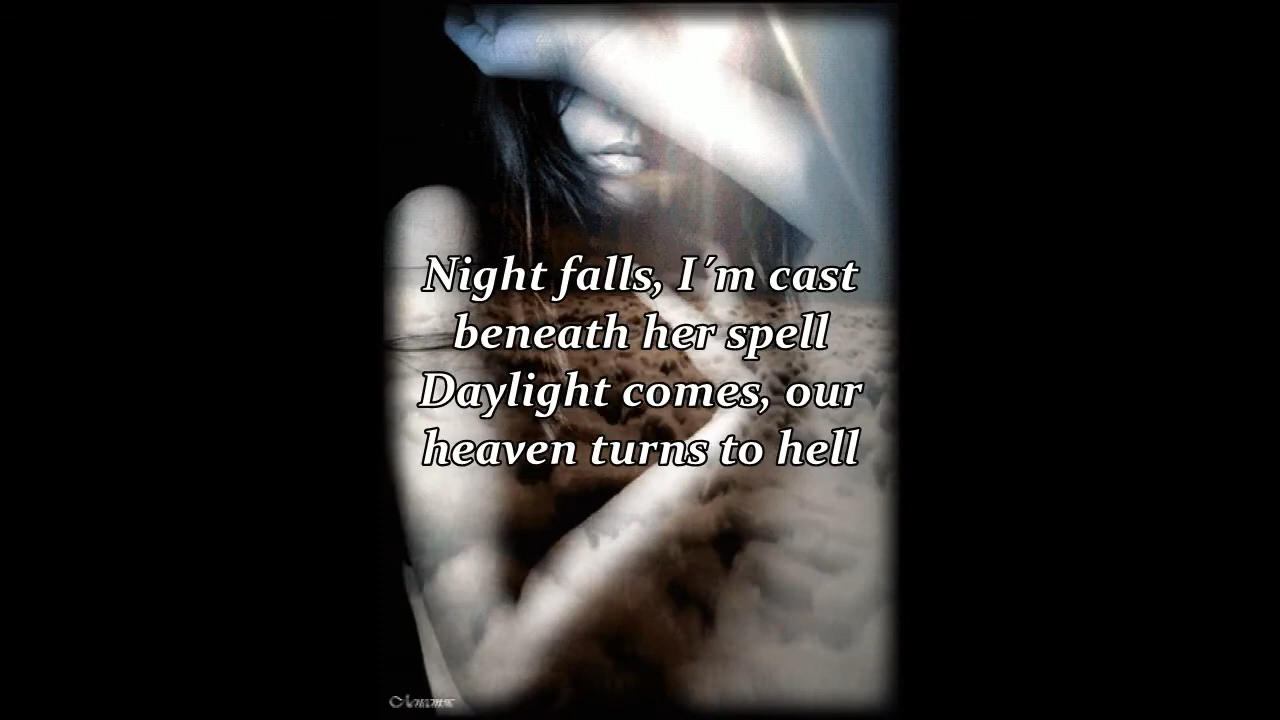 Night falls, I´m cast
beneath her spell
Daylight comes, our
heaven turns to hell